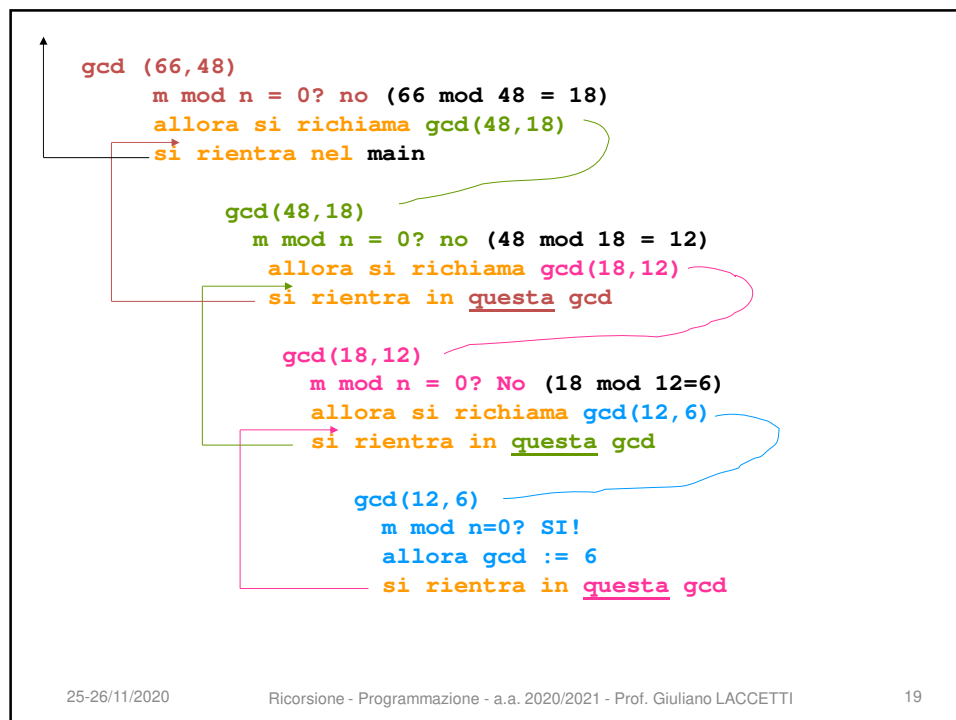 gcd (66,48)
m mod n = 0? no (66 mod 48 = 18)
allora si richiama gcd(48,18)
si rientra nel main
gcd(48,18)
m mod n = 0? no (48 mod 18 = 12)
allora si richiama gcd(18,12)
si rientra in questa gcd
gcd(18,12)
m mod n = 0? No (18 mod 12=6)
allora si richiama gcd(12,6)
si rientra in questa gcd
gcd(12,6)
m mod n=0? SI!
allora gcd := 6
si rientra in questa gcd
25-26/11/2020 Ricorsione - Programmazione - a.a. 2020/2021 - Prof. Giuliano LACCETTI 19